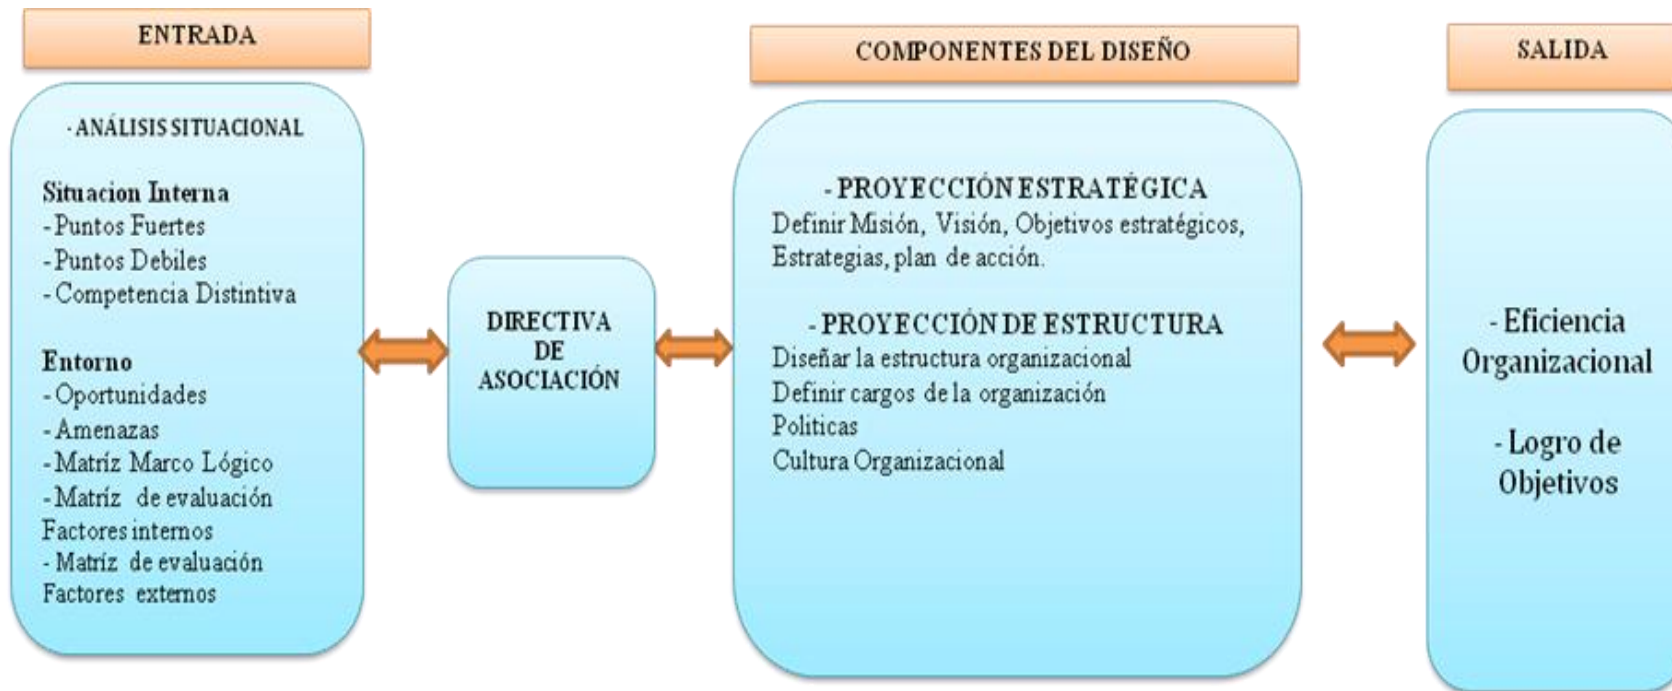 ENTRADA
- ANÁLISIS SITUACIONAL
Situacion Interna
- Puntos Fuertes
- Puntos Debiles
- Competencia Distintiva
Entorno
- Oportunidades
- Amenazas
- Matríz Marco Lógico
- Matríz de evaluación
Factores internos
- Matríz de evaluación
Factores externos
DIRECTIVA
DE
ASOCIACIÓN
COMPONENTES DEL DISEÑO
- PROYECCIÓN ESTRATÉGICA
Definir Misión, Visión, Objetivos estratégicos,
Estrategias, plan de acción.
- PROYECCIÓN DE ESTRUCTURA
Diseñar la estructura organizacional
Definir cargos de la organización
Politicas
Cultura Organizacional
SALIDA
- Eficiencia
Organizacional
- Logro de
Objetivos